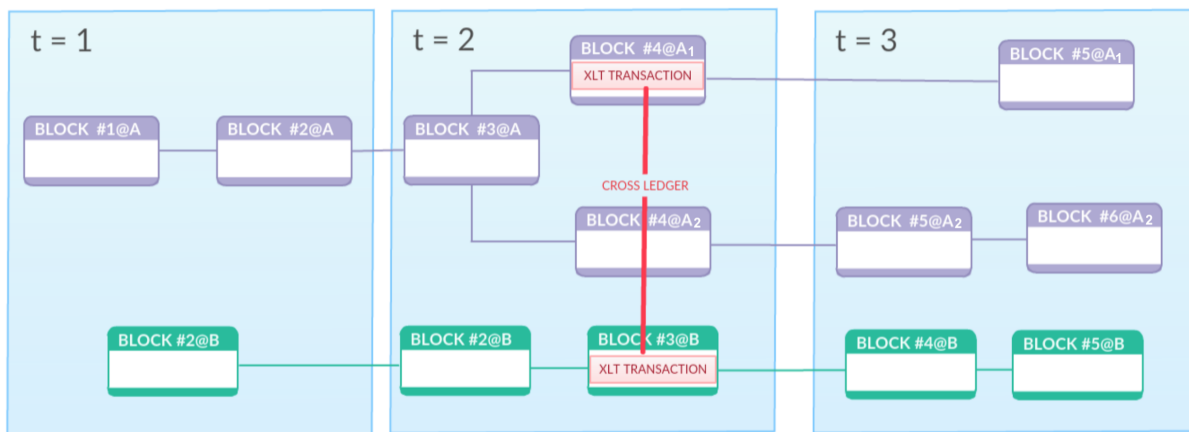 t = 1
BLOCK #1@A
BLOCK #2@A
BLOCK #2@B
t = 2
BLOCK #4@A₁
XLT TRANSACTION
BLOCK #3@A
CROSS LEDGER
BLOCK #4@A₂
BLOCK #2@B
BLOCK #3@B
XLT TRANSACTION
t = 3
BLOCK #5@A₁
BLOCK #5@A₂
BLOCK #6@A₂
BLOCK #4@B
BLOCK #5@B